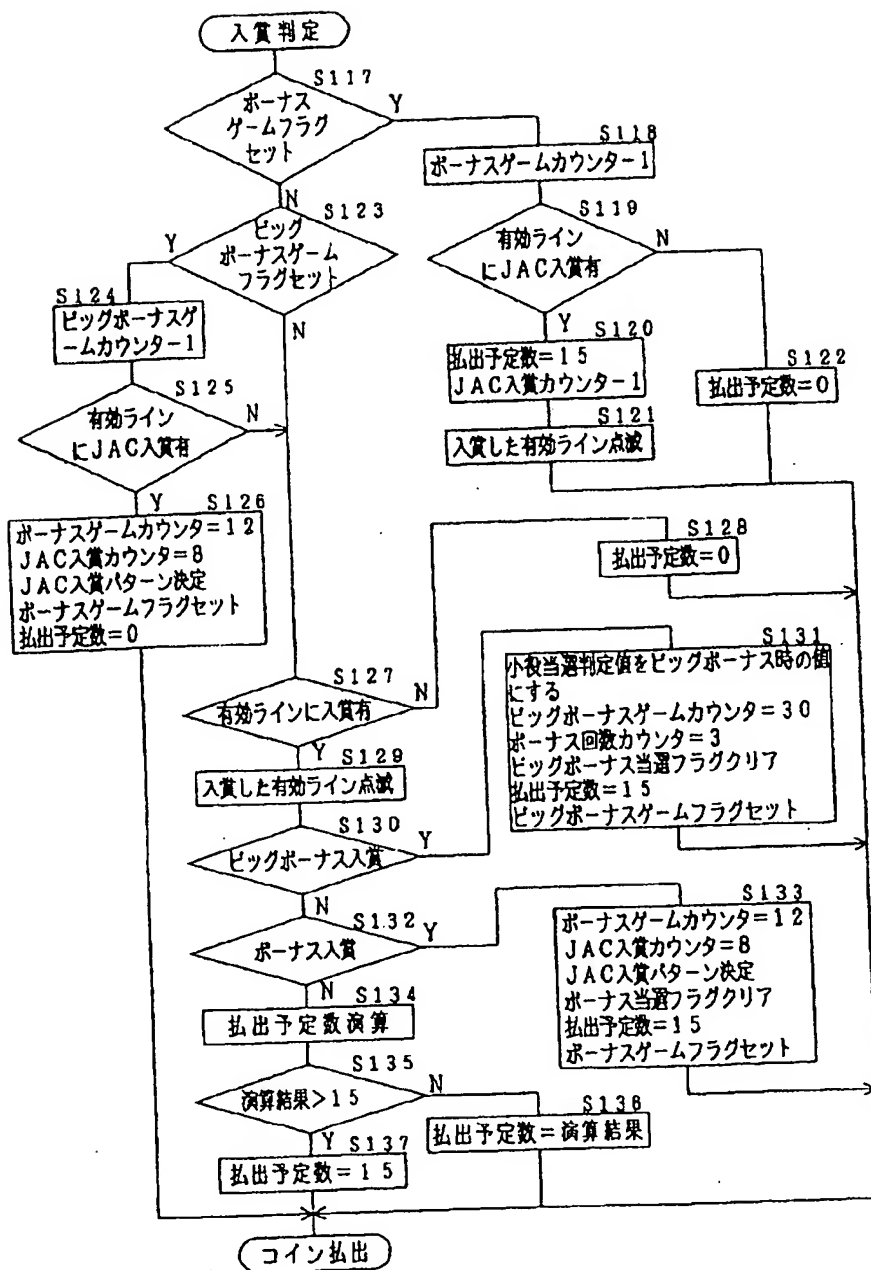 入賞判定
S117
ボーナス
ゲームフラグ
セット
Y
N
S118
ボーナスゲームカウンター1
S119
有効ライン
にJAC入賞有
N
Y
S120
払出予定数=15
JAC入賞カウンター1
S121
入賞した有効ライン点滅
S122
払出予定数=0
S123
ビッグ
ボーナスゲーム
フラグセット
Y
N
S124
ビッグボーナスゲ
ームカウンター1
S125
有効ライン
にJAC入賞有
N
Y
S126
ボーナスゲームカウンタ=12
JAC入賞カウンタ=8
JAC入賞パターン決定
ボーナスゲームフラグセット
払出予定数=0
S127
有効ラインに入賞有
N
Y
S128
払出予定数=0
S129
入賞した有効ライン点滅
S130
ビッグボーナス入賞
Y
N
S131
小役当選判定値をビッグボーナス時の値
にする
ビッグボーナスゲームカウンタ=30
ボーナス回数カウンタ=3
ビッグボーナス当選フラグクリア
払出予定数=15
ビッグボーナスゲームフラグセット
S132
ボーナス入賞
Y
N
S133
ボーナスゲームカウンタ=12
JAC入賞カウンタ=8
JAC入賞パターン決定
ボーナス当選フラグクリア
払出予定数=15
ボーナスゲームフラグセット
S134
払出予定数演算
S135
演算結果>15
N
Y
S136
払出予定数=演算結果
S137
払出予定数=15
コイン払出